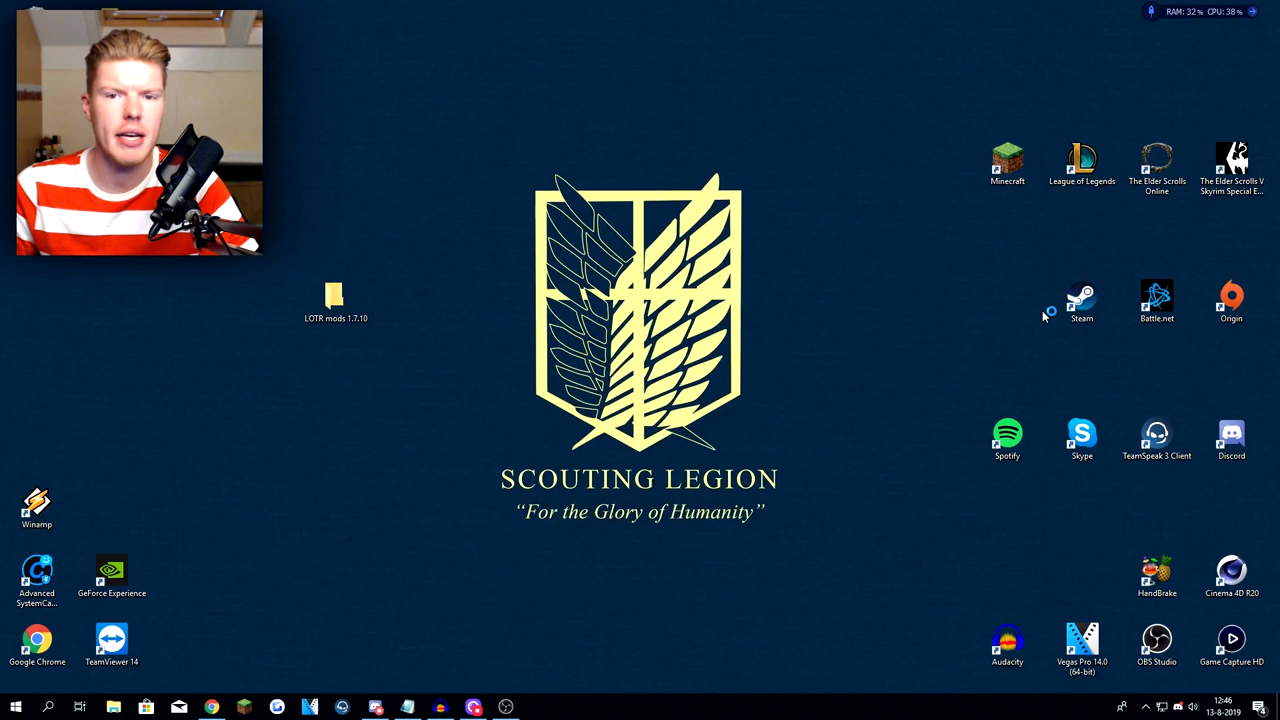 RAM: 32 % CPU: 38 %
Minecraft
League of Legends
The Elder Scrolls
Online
The Elder Scrolls V
Skyrim Special E...
LOTR mods 1.7.10
Steam
Battle.net
Origin
SCOUTING LEGION
“For the Glory of Humanity”
Spotify
Skype
TeamSpeak 3 Client
Discord
Winamp
Advanced
SystemCa...
GeForce Experience
HandBrake
Cinema 4D R20
Google Chrome
TeamViewer 14
Audacity
Vegas Pro 14.0
(64-bit)
OBS Studio
Game Capture HD
12:46
13-8-2019
4